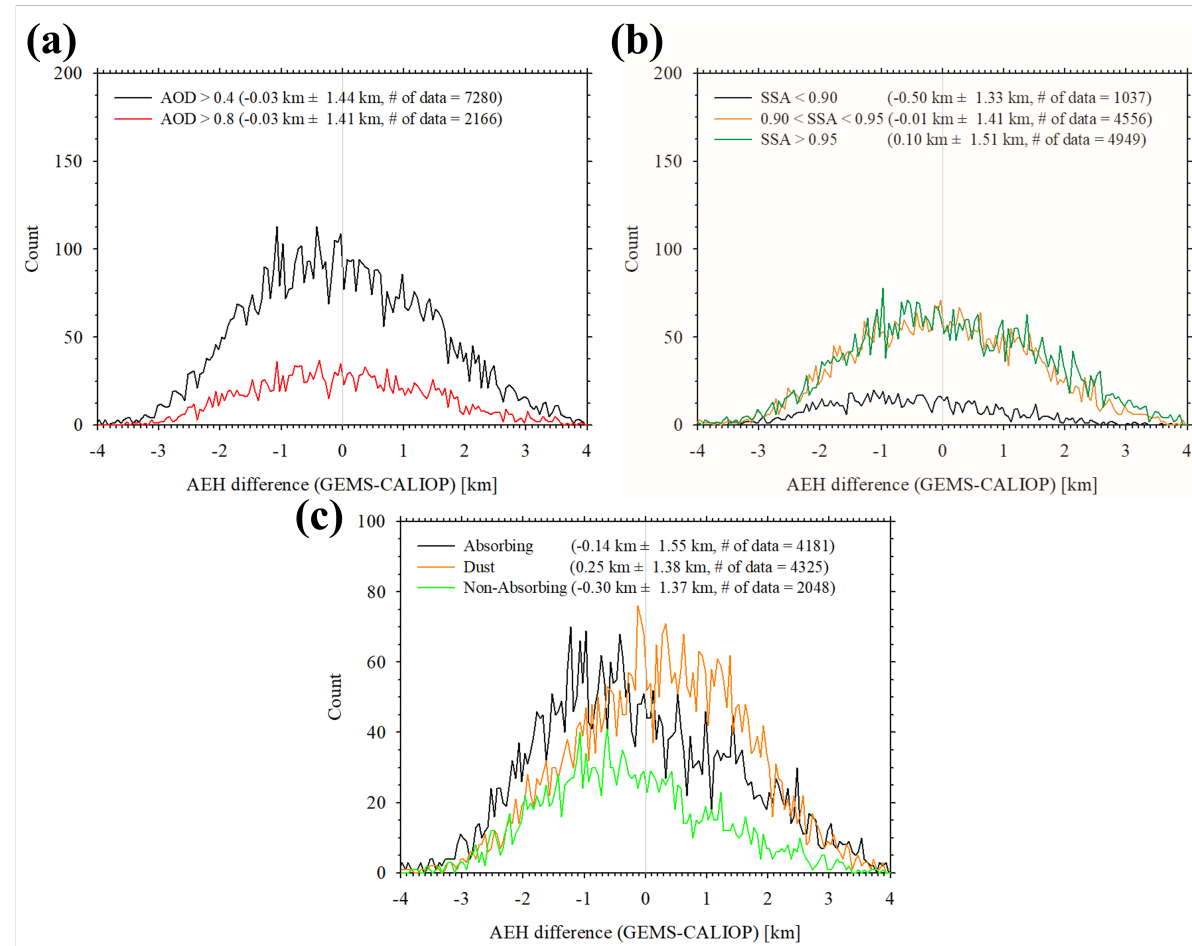 (a)
200
150
100
50
0
Count
AOD > 0.4 (-0.03 km ± 1.44 km, # of data = 7280)
AOD > 0.8 (-0.03 km ± 1.41 km, # of data = 2166)
-4 -3 -2 -1 0 1 2 3 4
AEH difference (GEMS-CALIOP) [km]
(b)
200
150
100
50
0
Count
SSA < 0.90 (-0.50 km ± 1.33 km, # of data = 1037)
0.90 < SSA < 0.95 (-0.01 km ± 1.41 km, # of data = 4556)
SSA > 0.95 (0.10 km ± 1.51 km, # of data = 4949)
-4 -3 -2 -1 0 1 2 3 4
AEH difference (GEMS-CALIOP) [km]
(c)
100
80
60
40
20
0
Count
Absorbing (-0.14 km ± 1.55 km, # of data = 4181)
Dust (0.25 km ± 1.38 km, # of data = 4325)
Non-Absorbing (-0.30 km ± 1.37 km, # of data = 2048)
-4 -3 -2 -1 0 1 2 3 4
AEH difference (GEMS-CALIOP) [km]